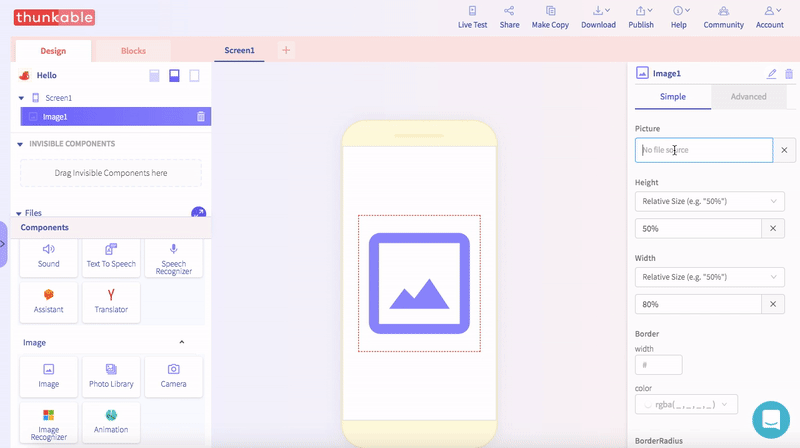 thunkable
Live Test
Share
Make Copy
Download
Publish
Help
Community
Account
Design
Blocks
Screen1
+
Hello
Screen1
Image1
INVISIBLE COMPONENTS
Drag Invisible Components here
Files
Components
Sound
Text To Speech
Speech
Recognizer
Assistant
Translator
Image
Image
Photo Library
Camera
Image
Recognizer
Animation
Image1
Simple
Advanced
Picture
No file source
Height
Relative Size (e.g. "50%")
50%
Width
Relative Size (e.g. "50%")
80%
Border
width
#
color
rgba( _ , _ , _ , _ )
BorderRadius